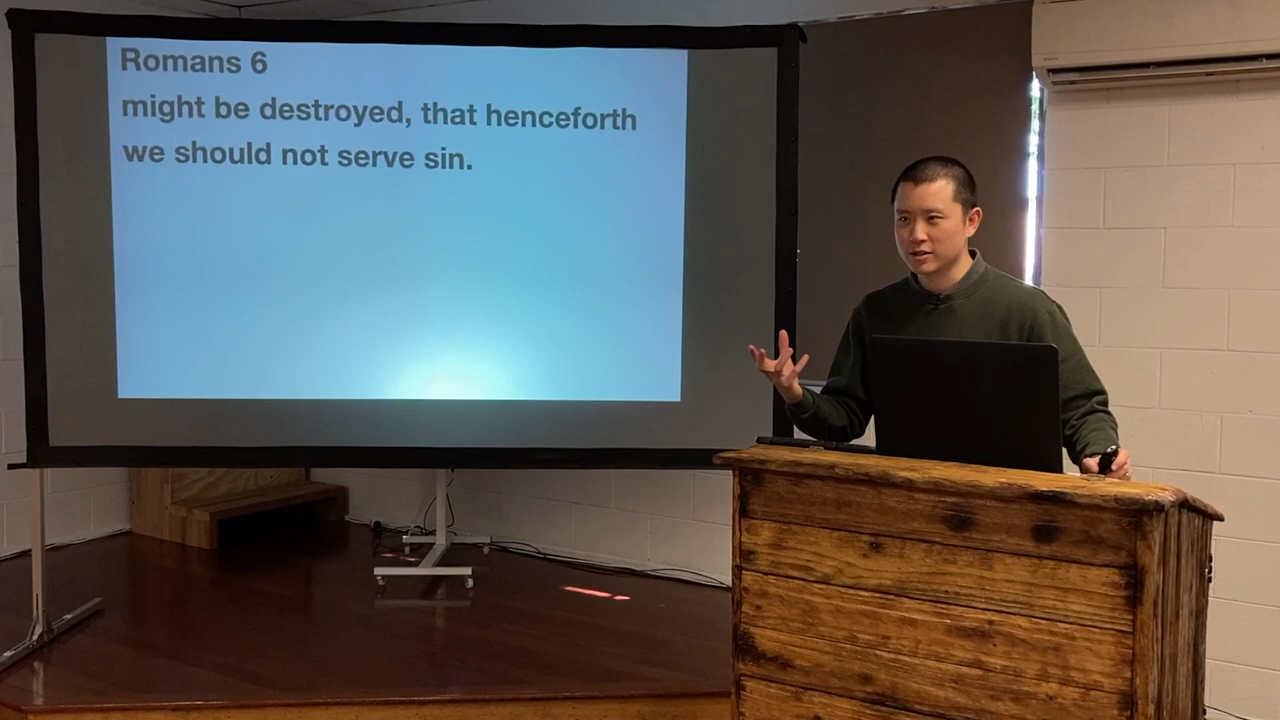 Romans 6
might be destroyed, that henceforth
we should not serve sin.